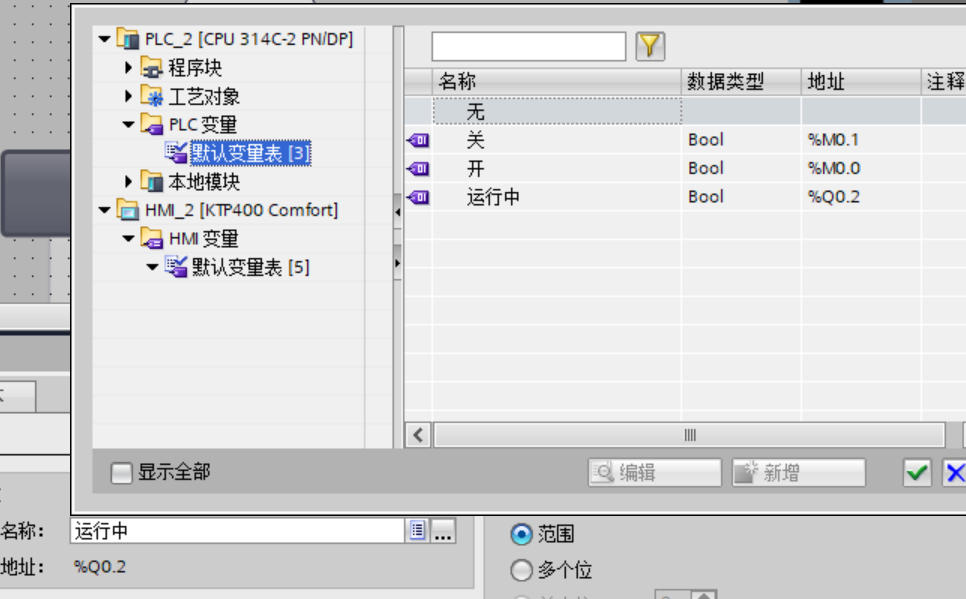 PLC_2 [CPU 314C-2 PN/DP]
程序块
工艺对象
PLC 变量
默认变量表 [3]
本地模块
HMI_2 [KTP400 Comfort]
HMI 变量
默认变量表 [5]
名称 数据类型 地址 注释
无
关 Bool %M0.1
开 Bool %M0.0
运行中 Bool %Q0.2
显示全部
编辑
新增
名称: 运行中 ...
地址: %Q0.2
范围
多个位